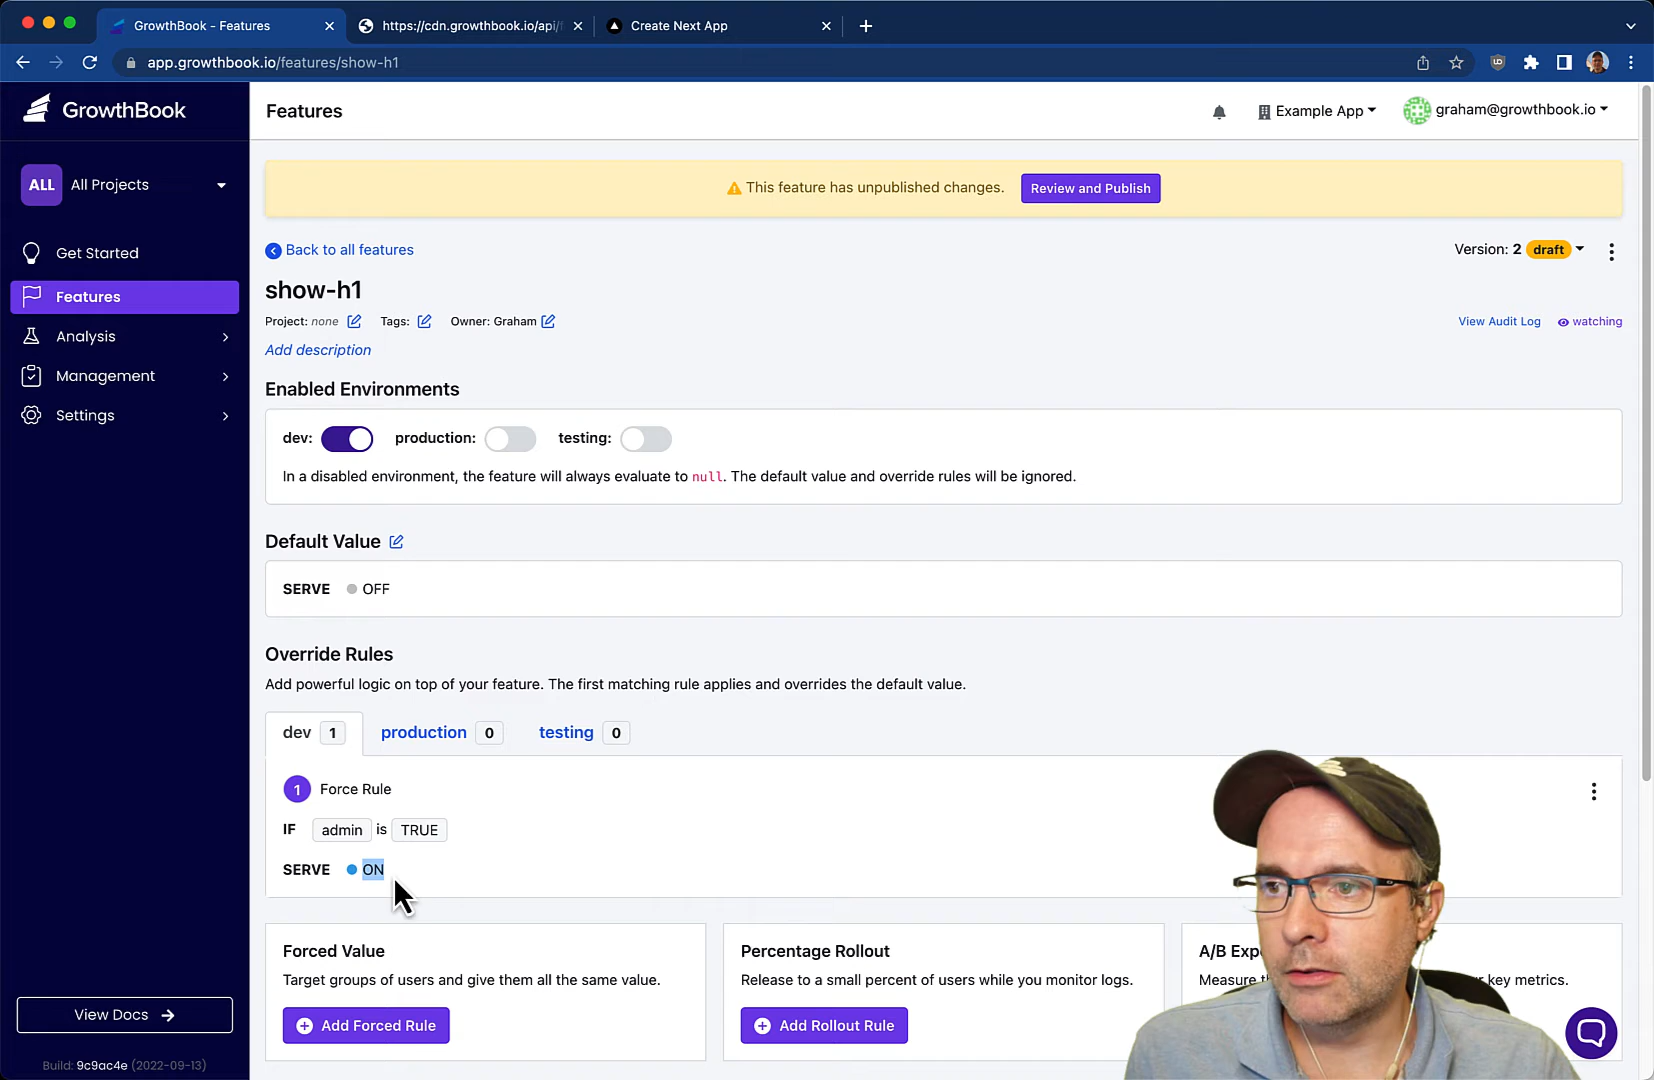 GrowthBook - Features
https://cdn.growthbook.io/api/
Create Next App
app.growthbook.io/features/show-h1
GrowthBook
Features
Example App
graham@growthbook.io
ALL All Projects
This feature has unpublished changes. Review and Publish
Get Started
Features
Analysis
Management
Settings
Back to all features
Version: 2 draft
show-h1
Project: none Tags: Owner: Graham
View Audit Log watching
Add description
Enabled Environments
dev: production: testing:
In a disabled environment, the feature will always evaluate to null. The default value and override rules will be ignored.
Default Value
SERVE OFF
Override Rules
Add powerful logic on top of your feature. The first matching rule applies and overrides the default value.
dev 1 production 0 testing 0
1 Force Rule
IF admin is TRUE
SERVE ON
Forced Value
Target groups of users and give them all the same value.
Add Forced Rule
Percentage Rollout
Release to a small percent of users while you monitor logs.
Add Rollout Rule
A/B Exp
Measure key metrics.
View Docs
Build: 9c9ac4e (2022-09-13)